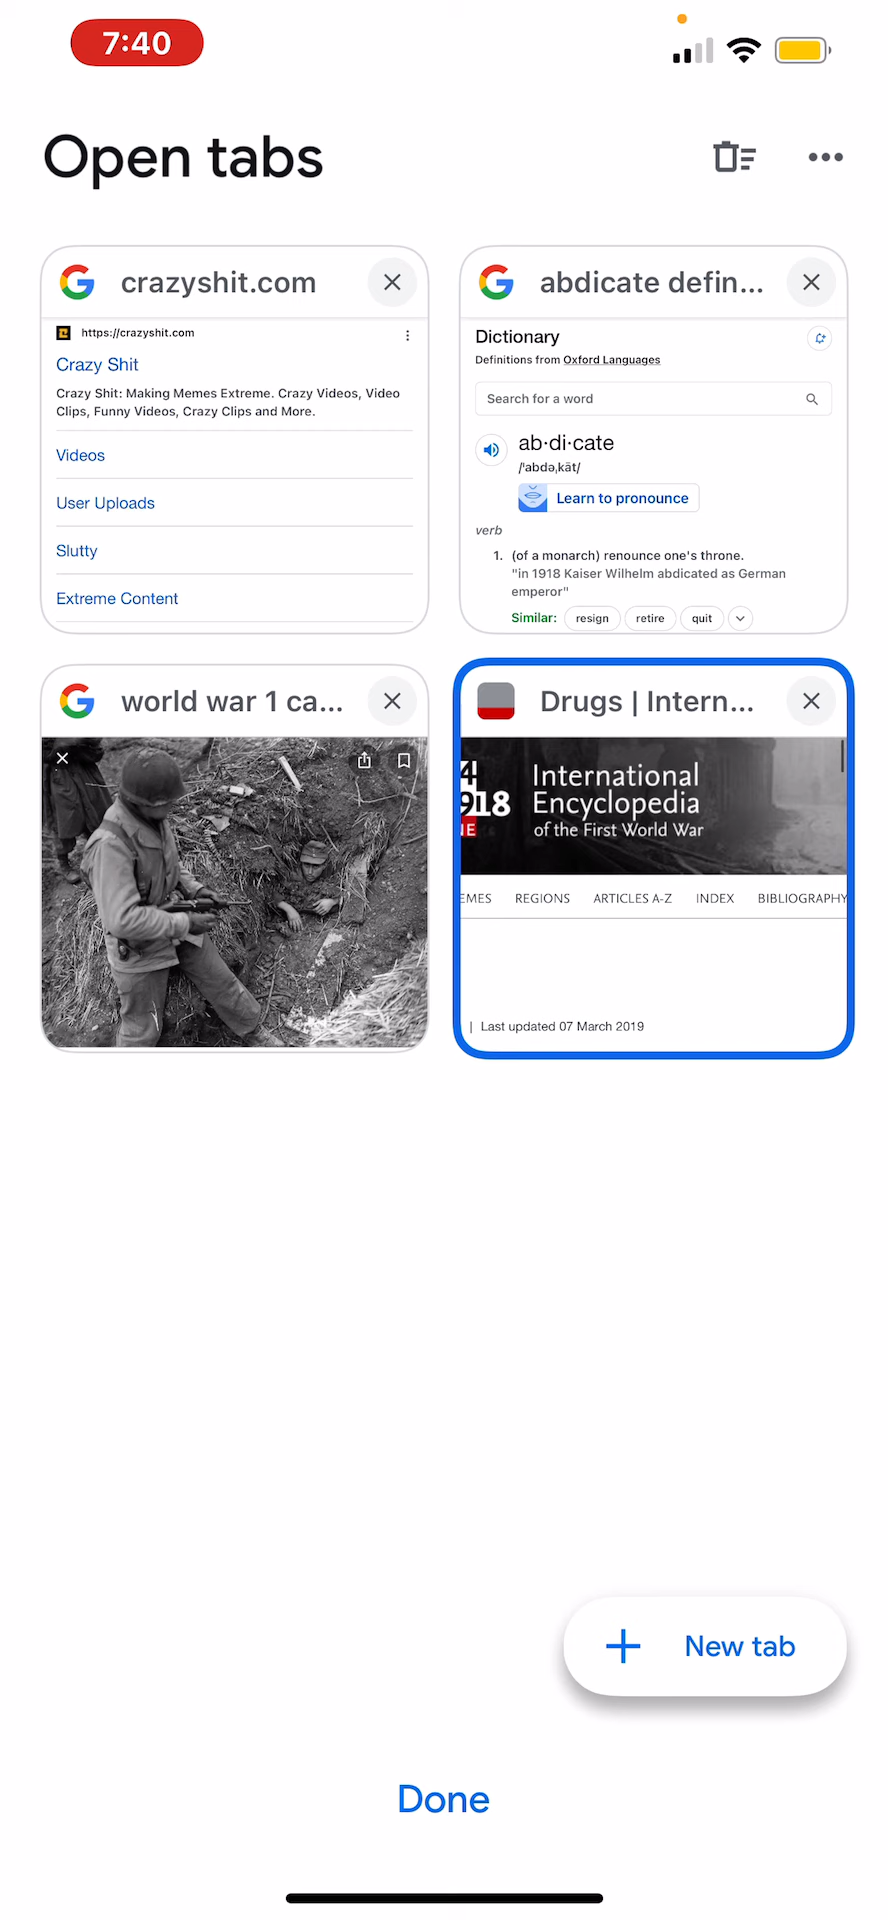 7:40
Open tabs
crazyshit.com
https://crazyshit.com
Crazy Shit
Crazy Shit: Making Memes Extreme. Crazy Videos, Video
Clips, Funny Videos, Crazy Clips and More.
Videos
User Uploads
Slutty
Extreme Content
abdicate defin...
Dictionary
Definitions from Oxford Languages
Search for a word
ab·di·cate
/ˈabdəˌkāt/
Learn to pronounce
verb
1. (of a monarch) renounce one's throne.
"in 1918 Kaiser Wilhelm abdicated as German
emperor"
Similar: resign retire quit
world war 1 ca...
Drugs | Intern...
4
918
NE
International
Encyclopedia
of the First World War
EMES REGIONS ARTICLES A-Z INDEX BIBLIOGRAPHY
| Last updated 07 March 2019
New tab
Done